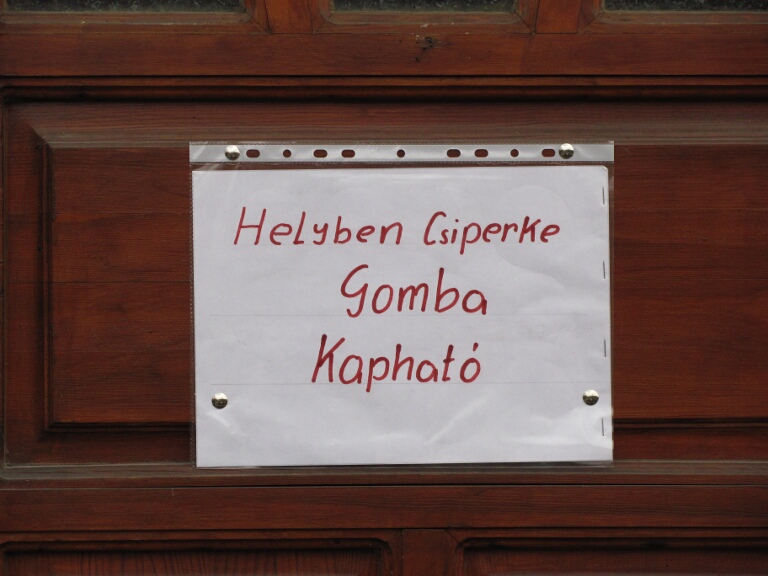 Helyben Csiperke
Gomba
Kapható